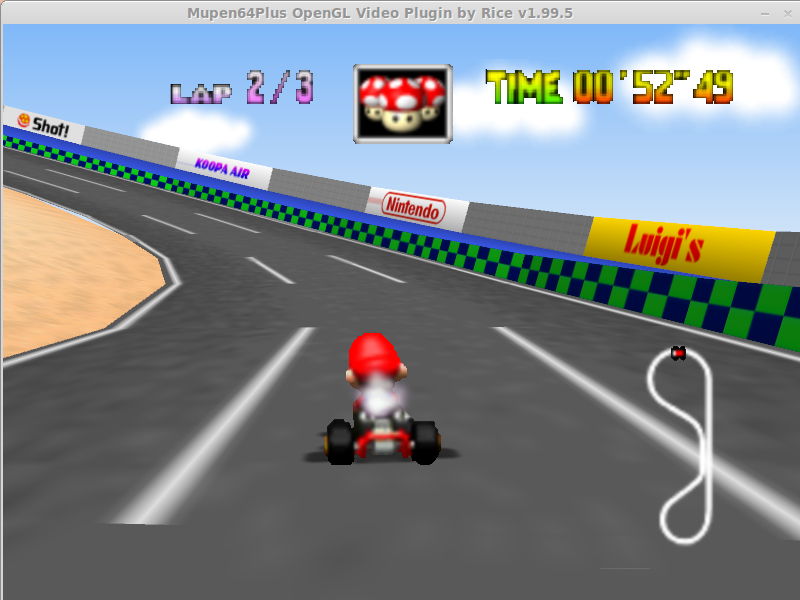 Mupen64Plus OpenGL Video Plugin by Rice v1.99.5
LAP 2/3
TIME 00'52"49
Shot!
KOOPA AIR
Nintendo
Luigi's